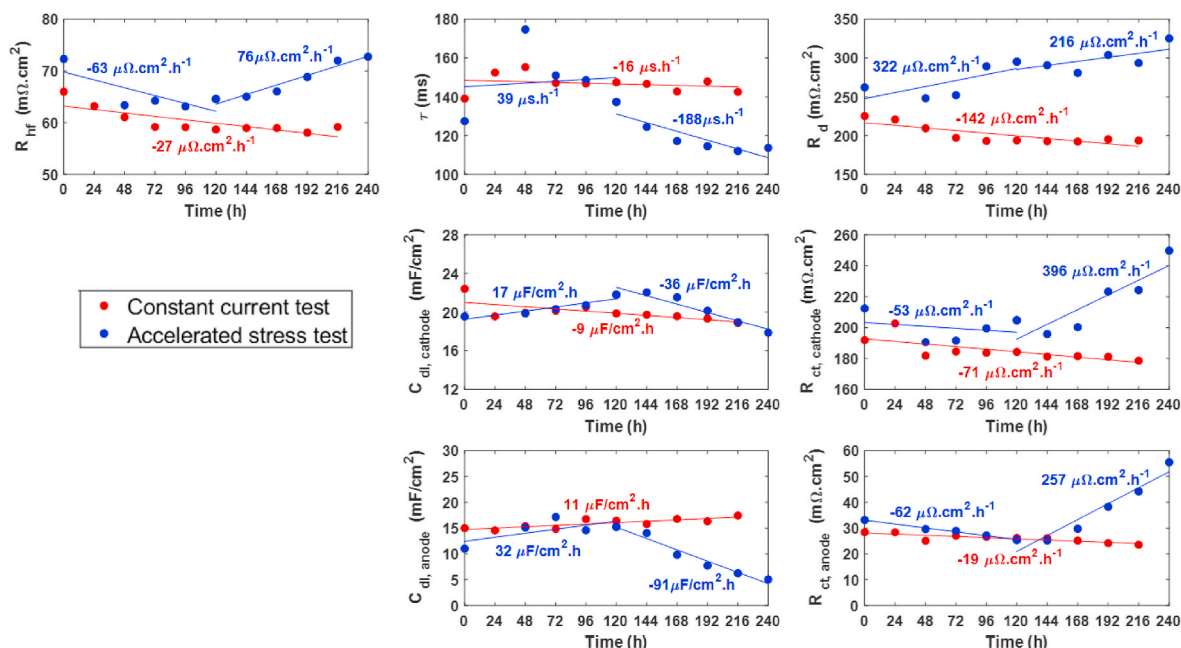 R hf (mΩ.cm²)
80
70
60
50
0 24 48 72 96 120 144 168 192 216 240
Time (h)
-63 μΩ.cm².h⁻¹
76μΩ.cm².h⁻¹
-27 μΩ.cm².h⁻¹
τ (ms)
180
160
140
120
100
0 24 48 72 96 120 144 168 192 216 240
Time (h)
-16 μs.h⁻¹
39 μs.h⁻¹
-188μs.h⁻¹
R d (mΩ.cm²)
350
300
250
200
150
0 24 48 72 96 120 144 168 192 216 240
Time (h)
216 μΩ.cm².h⁻¹
322 μΩ.cm².h⁻¹
-142 μΩ.cm².h⁻¹
Constant current test
Accelerated stress test
C dl, cathode (mF/cm²)
28
24
20
16
12
0 24 48 72 96 120 144 168 192 216 240
Time (h)
17 μF/cm².h
-36 μF/cm².h
-9 μF/cm².h
R ct, cathode (mΩ.cm²)
260
240
220
200
180
160
0 24 48 72 96 120 144 168 192 216 240
Time (h)
396 μΩ.cm².h⁻¹
-53 μΩ.cm².h⁻¹
-71 μΩ.cm².h⁻¹
C dl, anode (mF/cm²)
30
25
20
15
10
5
0
0 24 48 72 96 120 144 168 192 216 240
Time (h)
11 μF/cm².h
32 μF/cm².h
-91μF/cm².h
R ct, anode (mΩ.cm²)
60
50
40
30
20
10
0
0 24 48 72 96 120 144 168 192 216 240
Time (h)
257 μΩ.cm².h⁻¹
-62 μΩ.cm².h⁻¹
-19 μΩ.cm².h⁻¹